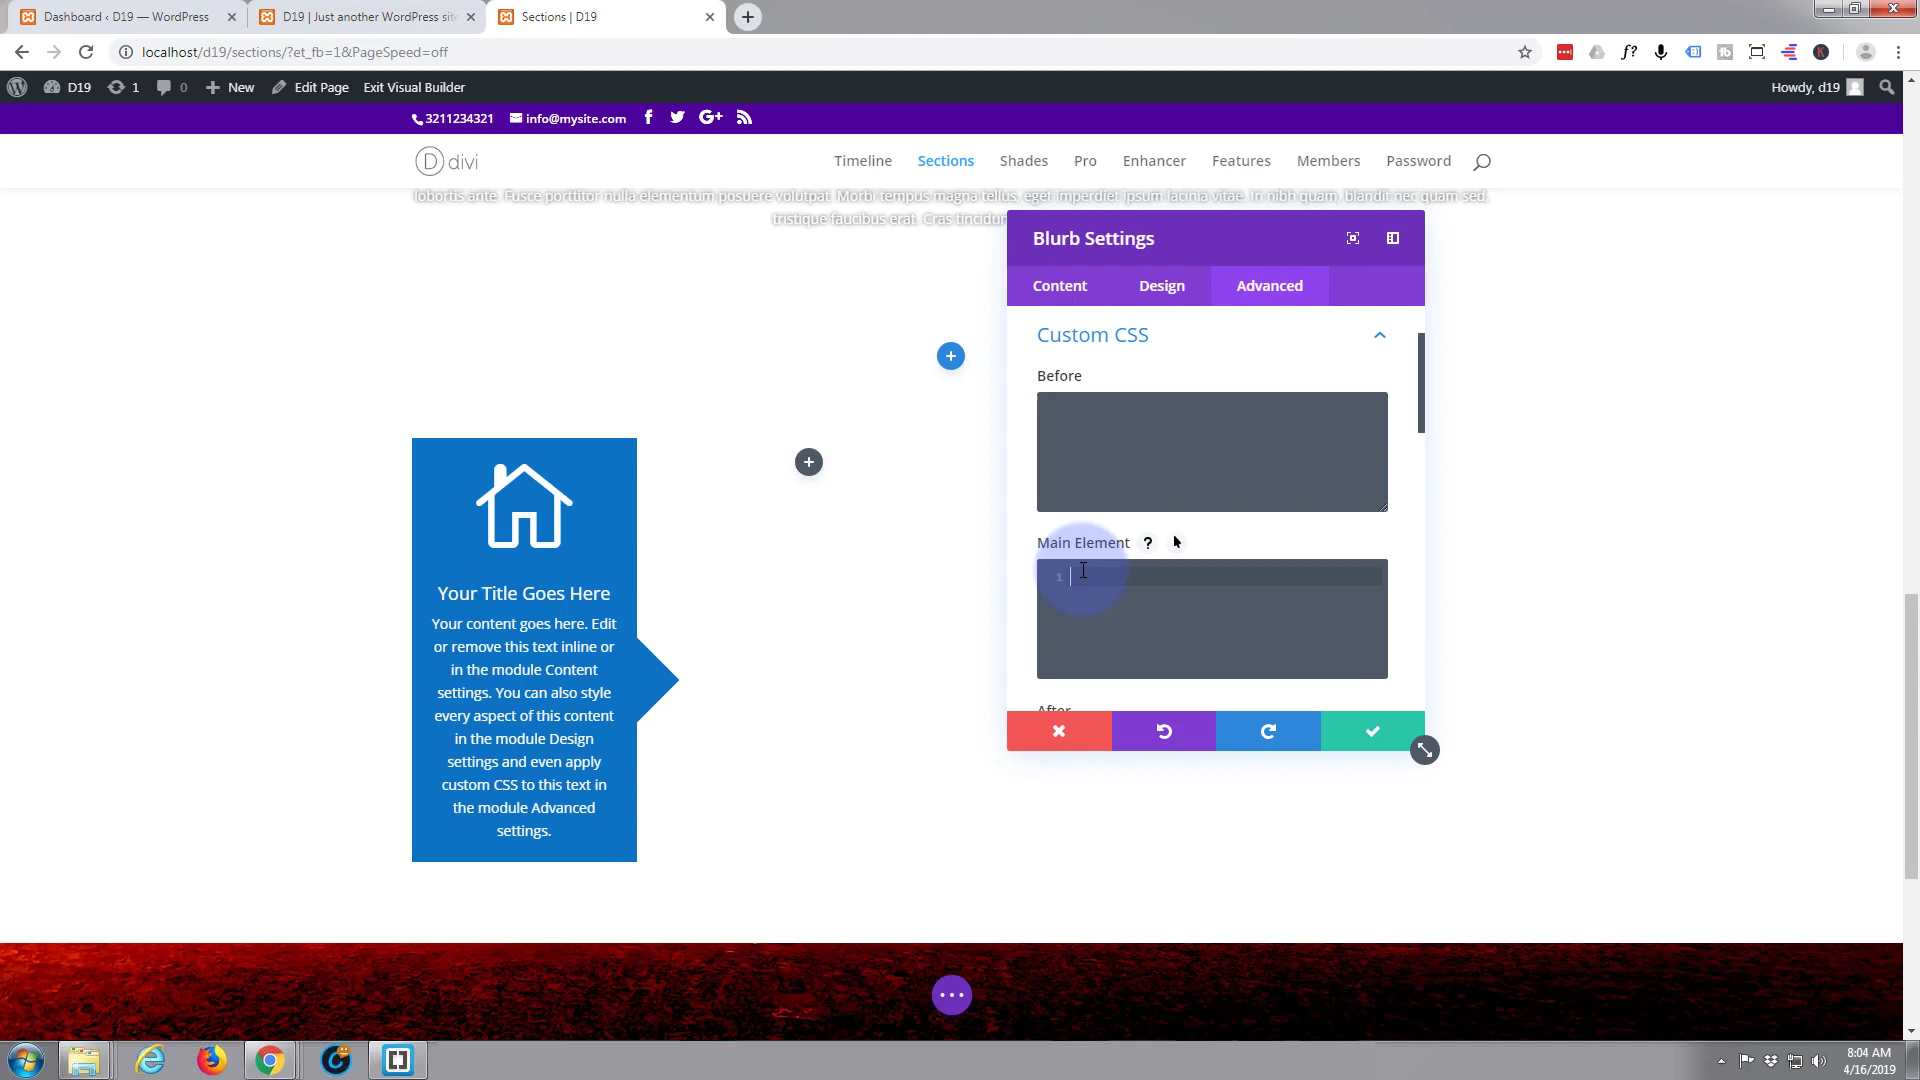 Dashboard ‹ D19 — WordPress
D19 | Just another WordPress site
Sections | D19
localhost/d19/sections/?et_fb=1&PageSpeed=off
D19
1
0
New
Edit Page
Exit Visual Builder
Howdy, d19
3211234321
info@mysite.com
divi
Timeline
Sections
Shades
Pro
Enhancer
Features
Members
Password
lobortis ante. Fusce porttitor nulla elementum posuere volutpat. Morbi tempus magna tellus, eget imperdiet ipsum lacinia vitae. In nibh quam, blandit nec quam sed,
tristique faucibus erat. Cras tincidun
Blurb Settings
Content
Design
Advanced
Custom CSS
Before
Main Element ?
1
After
Your Title Goes Here
Your content goes here. Edit
or remove this text inline or
in the module Content
settings. You can also style
every aspect of this content
in the module Design
settings and even apply
custom CSS to this text in
the module Advanced
settings.
8:04 AM
4/16/2019